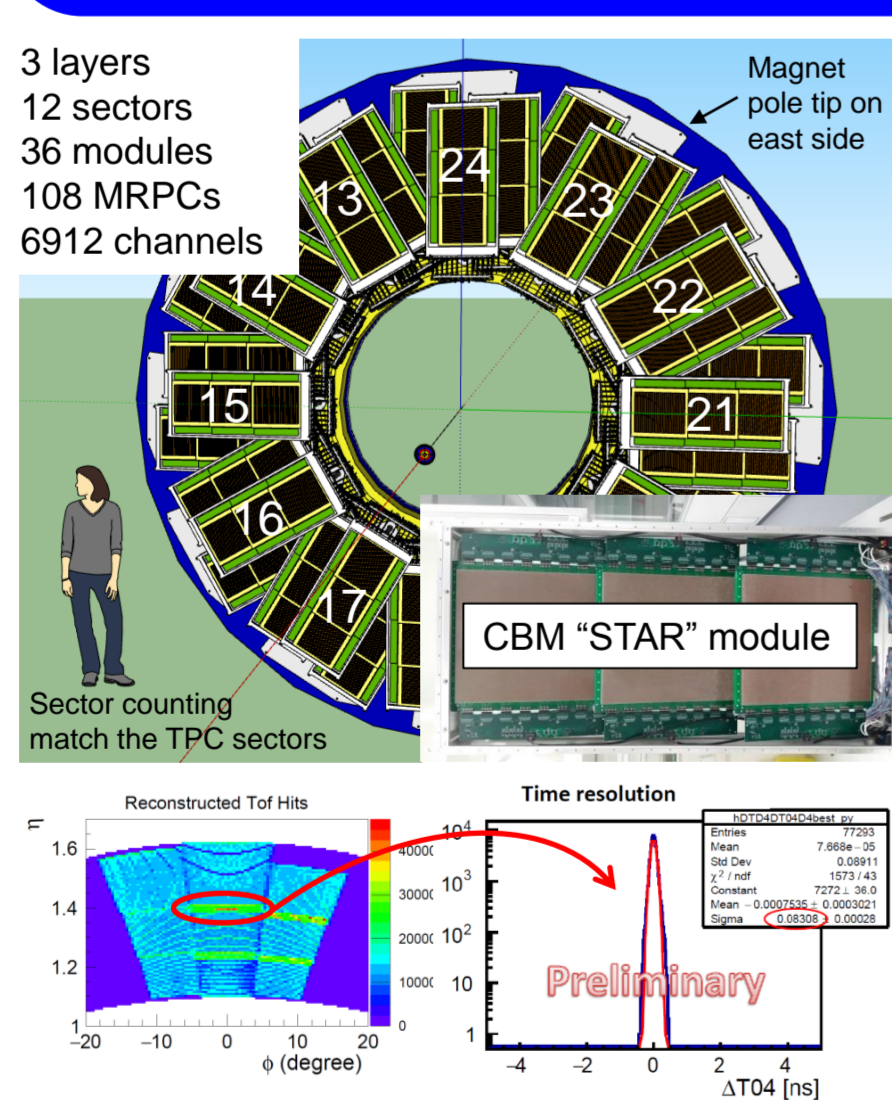 3 layers
12 sectors
36 modules
108 MRPCs
6912 channels
Magnet
pole tip on
east side
24
13
23
14
22
15
21
16
17
CBM “STAR” module
Sector counting
match the TPC sectors
Reconstructed Tof Hits
η
1.6
1.4
1.2
1
−20
−10
0
10
20
ϕ (degree)
30000
20000
0
Time resolution
10⁴
10³
10²
10
1
Preliminary
−4
−2
0
2
4
ΔT04 [ns]
hDTD4DT04D4best_py
Entries 77293
Mean 7.668e−05
Std Dev 0.08911
χ² / ndf 1573 / 43
Constant 7272 ± 36.0
Mean −0.0007535 ± 0.0003021
Sigma 0.08308 ± 0.00028